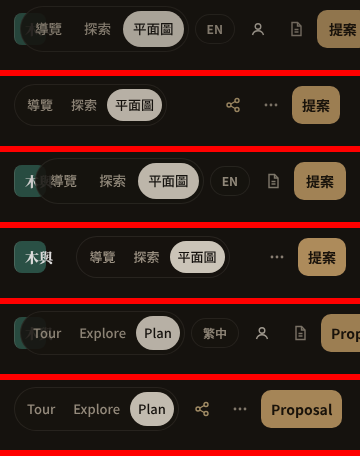 導覽 探索 平面圖 EN 提案
導覽 探索 平面圖 ··· 提案
木與 導覽 探索 平面圖 EN 提案
木與 導覽 探索 平面圖 ··· 提案
Tour Explore Plan 繁中 Prop
Tour Explore Plan ··· Proposal